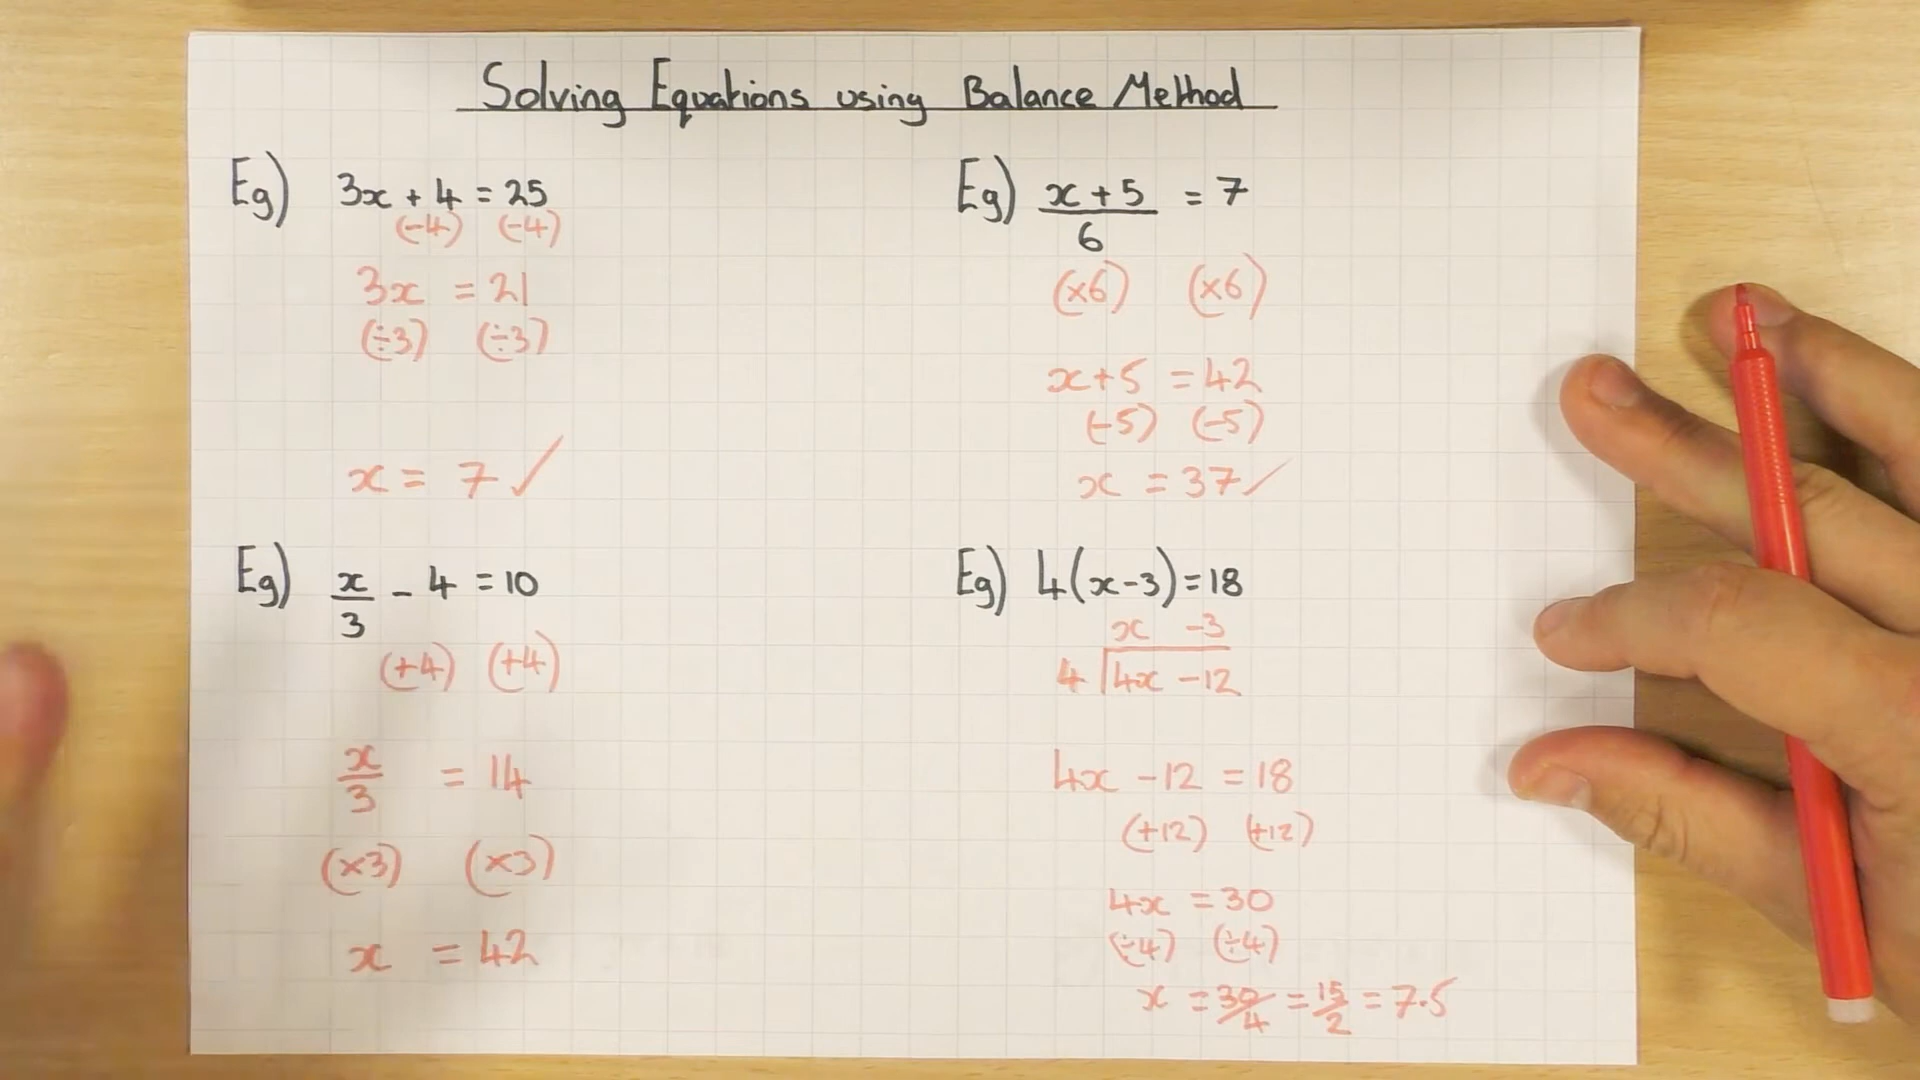 Solving Equations using Balance Method
Eg) 3x + 4 = 25
(-4) (-4)
3x = 21
(÷3) (÷3)
x = 7 ✓
Eg) x + 5 = 7
6
(×6) (×6)
x+5 = 42
(-5) (-5)
x = 37 ✓
Eg) x/3 - 4 = 10
(+4) (+4)
x/3 = 14
(×3) (×3)
x = 42
Eg) 4(x-3) = 18
x -3
4 4x -12
4x -12 = 18
(+12) (+12)
4x = 30
(÷4) (÷4)
x = 30/4 = 15/2 = 7.5